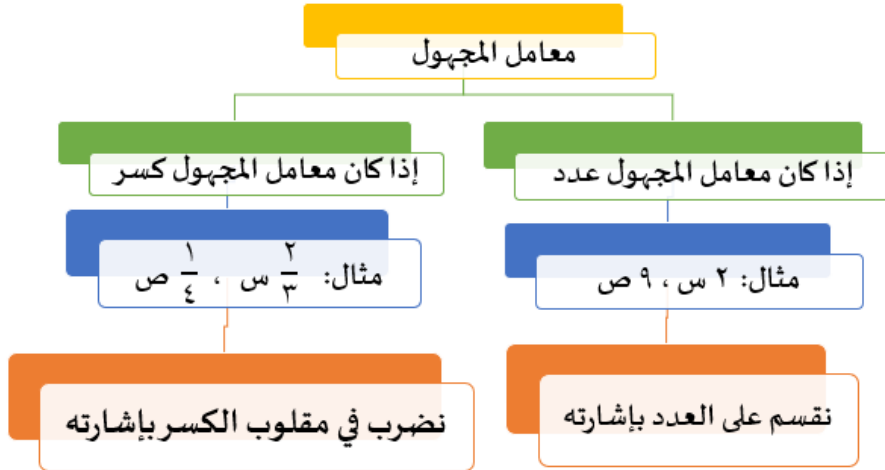 معامل المجهول
إذا كان معامل المجهول عدد
إذا كان معامل المجهول كسر
مثال: ٢ س ، ٩ ص
مثال: ٢/٣ س ، ١/٤ ص
نقسم على العدد بإشارته
نضرب في مقلوب الكسر بإشارته